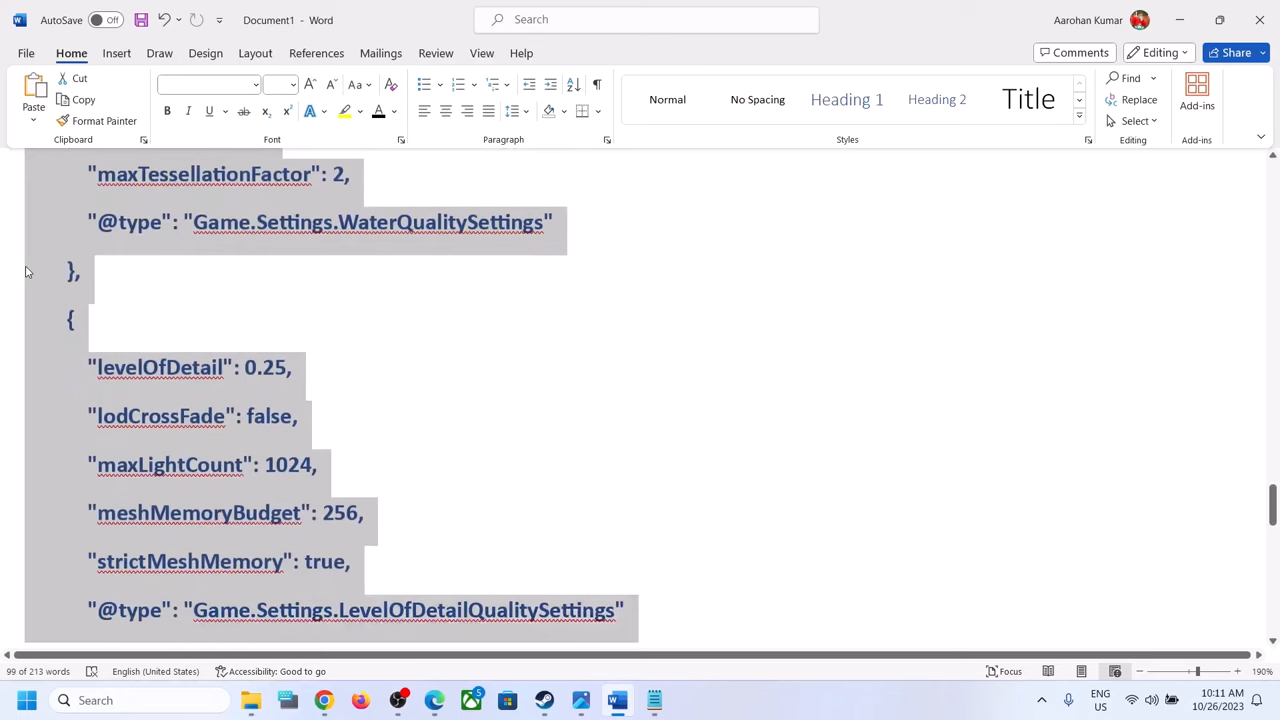 AutoSave Off Document1 - Word Search Aarohan Kumar
File Home Insert Draw Design Layout References Mailings Review View Help Comments Editing Share
Paste Cut Copy Format Painter Clipboard
Font
Paragraph
Normal No Spacing Heading 1 Heading 2 Title Styles
Find Replace Select Editing
Add-ins Add-ins
"maxTessellationFactor": 2,
"@type": "Game.Settings.WaterQualitySettings"
},
{
"levelOfDetail": 0.25,
"lodCrossFade": false,
"maxLightCount": 1024,
"meshMemoryBudget": 256,
"strictMeshMemory": true,
"@type": "Game.Settings.LevelOfDetailQualitySettings"
99 of 213 words English (United States) Accessibility: Good to go Focus 190%
Search 5 ENG US 10:11 AM 10/26/2023